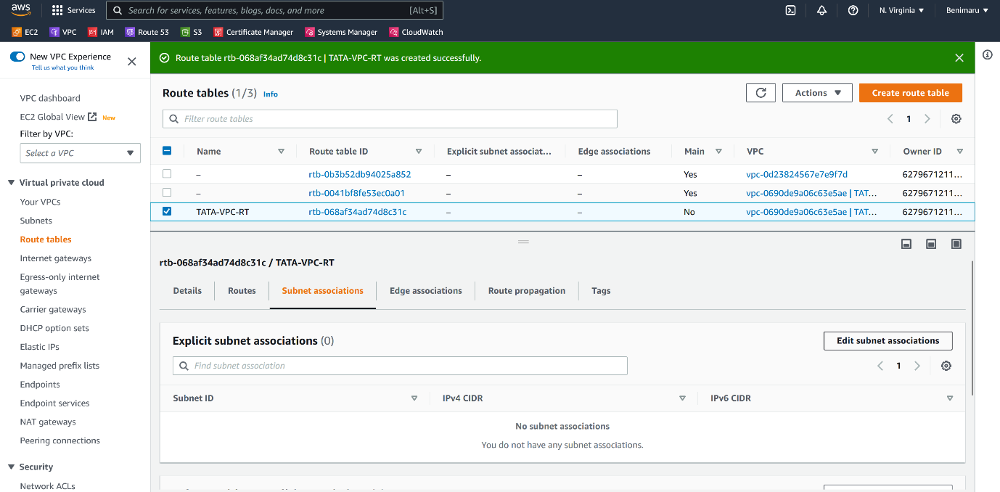 aws
Services
Search for services, features, blogs, docs, and more
[Alt+S]
N. Virginia ▼
Benimaru ▼
EC2
VPC
IAM
Route 53
S3
Certificate Manager
Systems Manager
CloudWatch
New VPC Experience
Tell us what you think
VPC dashboard
EC2 Global View New
Filter by VPC:
Select a VPC
Virtual private cloud
Your VPCs
Subnets
Route tables
Internet gateways
Egress-only internet
gateways
Carrier gateways
DHCP option sets
Elastic IPs
Managed prefix lists
Endpoints
Endpoint services
NAT gateways
Peering connections
Security
Network ACLs
Route table rtb-068af34ad74d8c31c | TATA-VPC-RT was created successfully.
Route tables (1/3) Info
Actions ▼
Create route table
Filter route tables
1
Name Route table ID Explicit subnet associat... Edge associations Main VPC Owner ID
– rtb-0b3b52db94025a852 – – Yes vpc-0d23824567e7e9f7d 6279671211...
– rtb-0041bf8fe53ec0a01 – – Yes vpc-0690de9a06c63e5ae | TAT... 6279671211...
TATA-VPC-RT rtb-068af34ad74d8c31c – – No vpc-0690de9a06c63e5ae | TAT... 6279671211...
rtb-068af34ad74d8c31c / TATA-VPC-RT
Details Routes Subnet associations Edge associations Route propagation Tags
Explicit subnet associations (0)
Edit subnet associations
Find subnet association
1
Subnet ID IPv4 CIDR IPv6 CIDR
No subnet associations
You do not have any subnet associations.